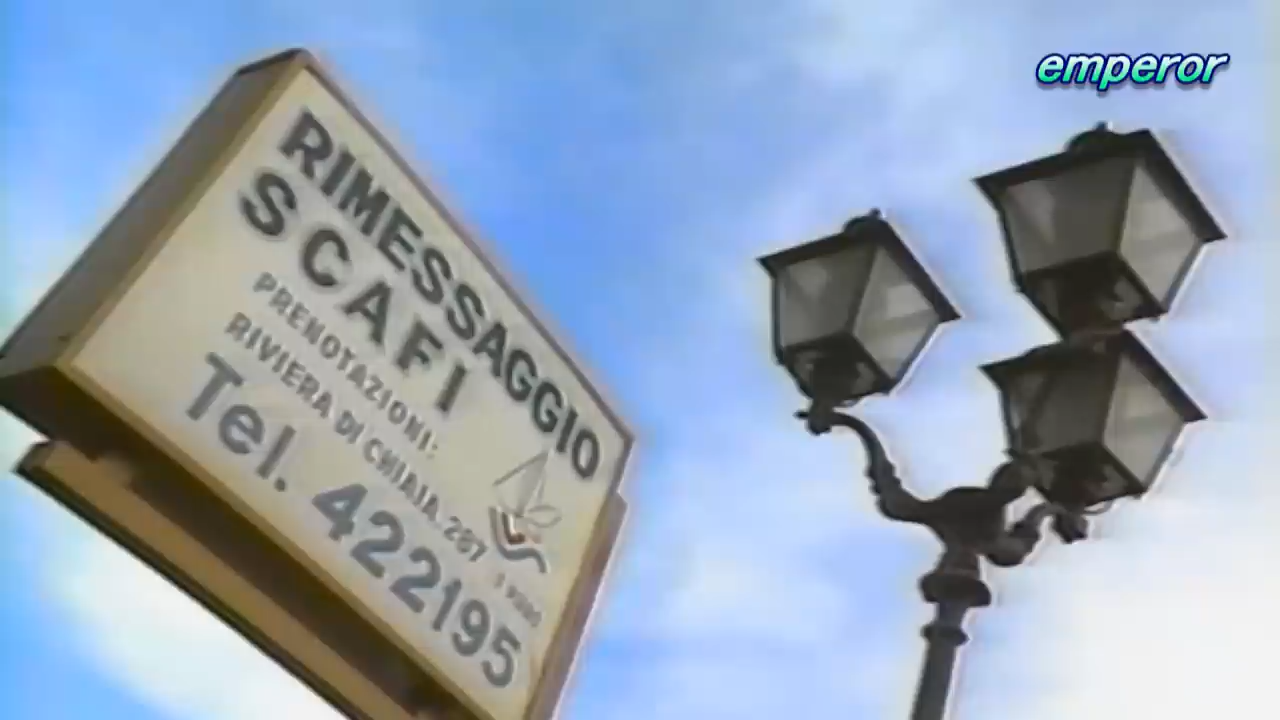 emperor
RIMESSAGGIO
SCAFI
PRENOTAZIONI:
RIVIERA DI CHIAIA. 287
Tel. 422195